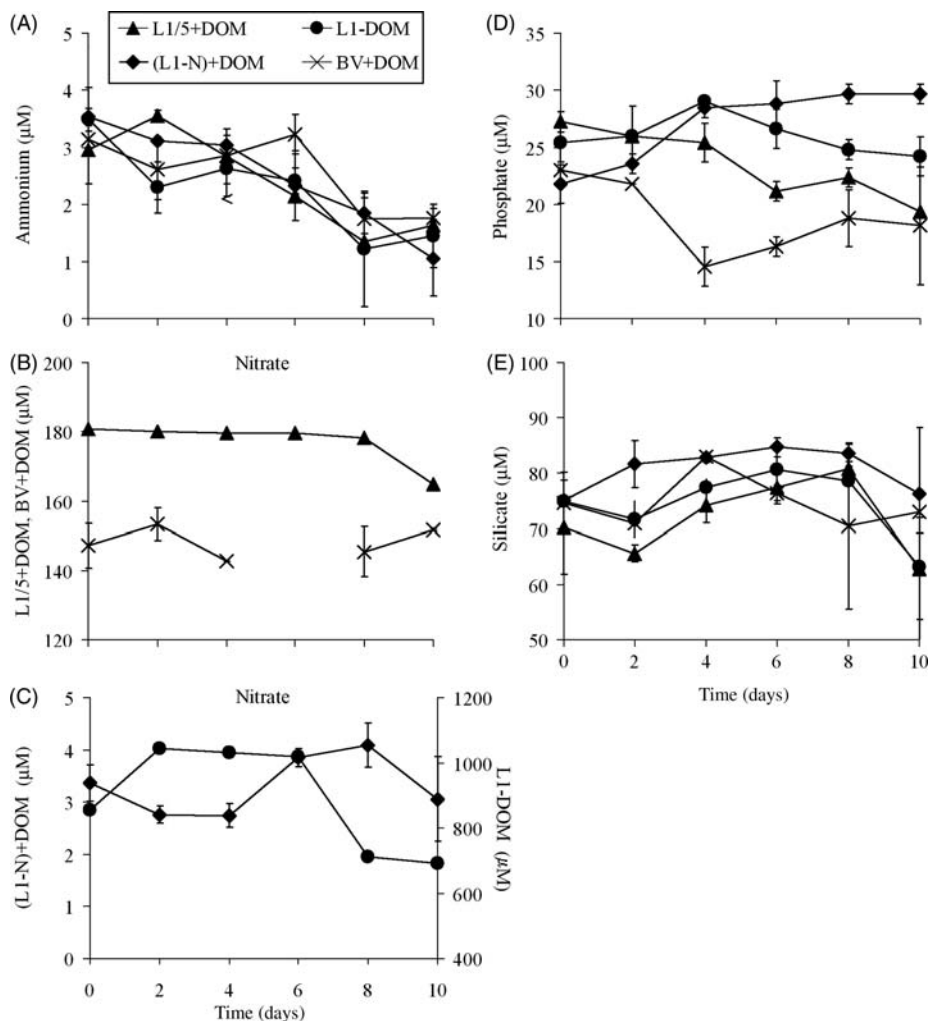 (A)
L1/5+DOM
L1-DOM
(L1-N)+DOM
BV+DOM
5
4
3
2
1
0
Ammonium (µM)
<
(B)
Nitrate
200
180
160
140
120
L1/5+DOM, BV+DOM (µM)
(C)
Nitrate
5
4
3
2
1
0
(L1-N)+DOM (µM)
1200
1000
800
600
400
L1-DOM (µM)
0 2 4 6 8 10
Time (days)
(D)
35
30
25
20
15
10
Phosphate (µM)
(E)
100
90
80
70
60
50
Silicate (µM)
0 2 4 6 8 10
Time (days)